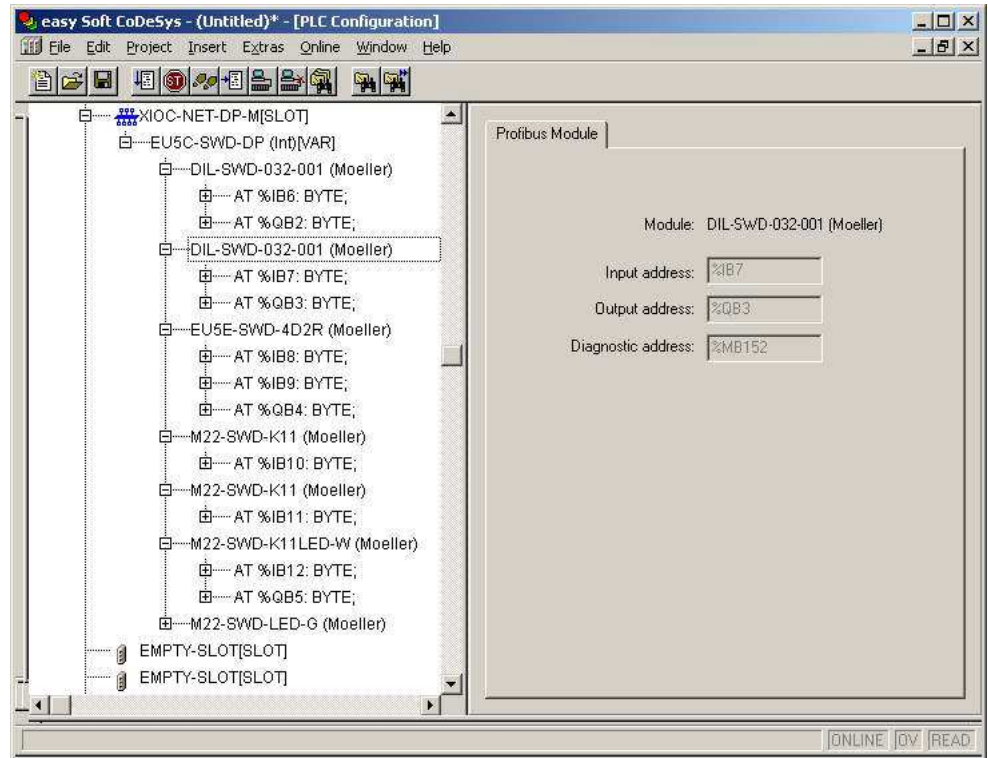 easy Soft CoDeSys - (Untitled)* - [PLC Configuration]
File Edit Project Insert Extras Online Window Help
XIOC-NET-DP-M[SLOT]
EU5C-SWD-DP (Int)[VAR]
DIL-SWD-032-001 (Moeller)
AT %IB6: BYTE;
AT %QB2: BYTE;
DIL-SWD-032-001 (Moeller)
AT %IB7: BYTE;
AT %QB3: BYTE;
EU5E-SWD-4D2R (Moeller)
AT %IB8: BYTE;
AT %IB9: BYTE;
AT %QB4: BYTE;
M22-SWD-K11 (Moeller)
AT %IB10: BYTE;
M22-SWD-K11 (Moeller)
AT %IB11: BYTE;
M22-SWD-K11LED-W (Moeller)
AT %IB12: BYTE;
AT %QB5: BYTE;
M22-SWD-LED-G (Moeller)
EMPTY-SLOT[SLOT]
EMPTY-SLOT[SLOT]
Profibus Module
Module: DIL-SWD-032-001 (Moeller)
Input address: %IB7
Output address: %QB3
Diagnostic address: %MB152
ONLINE OV READ